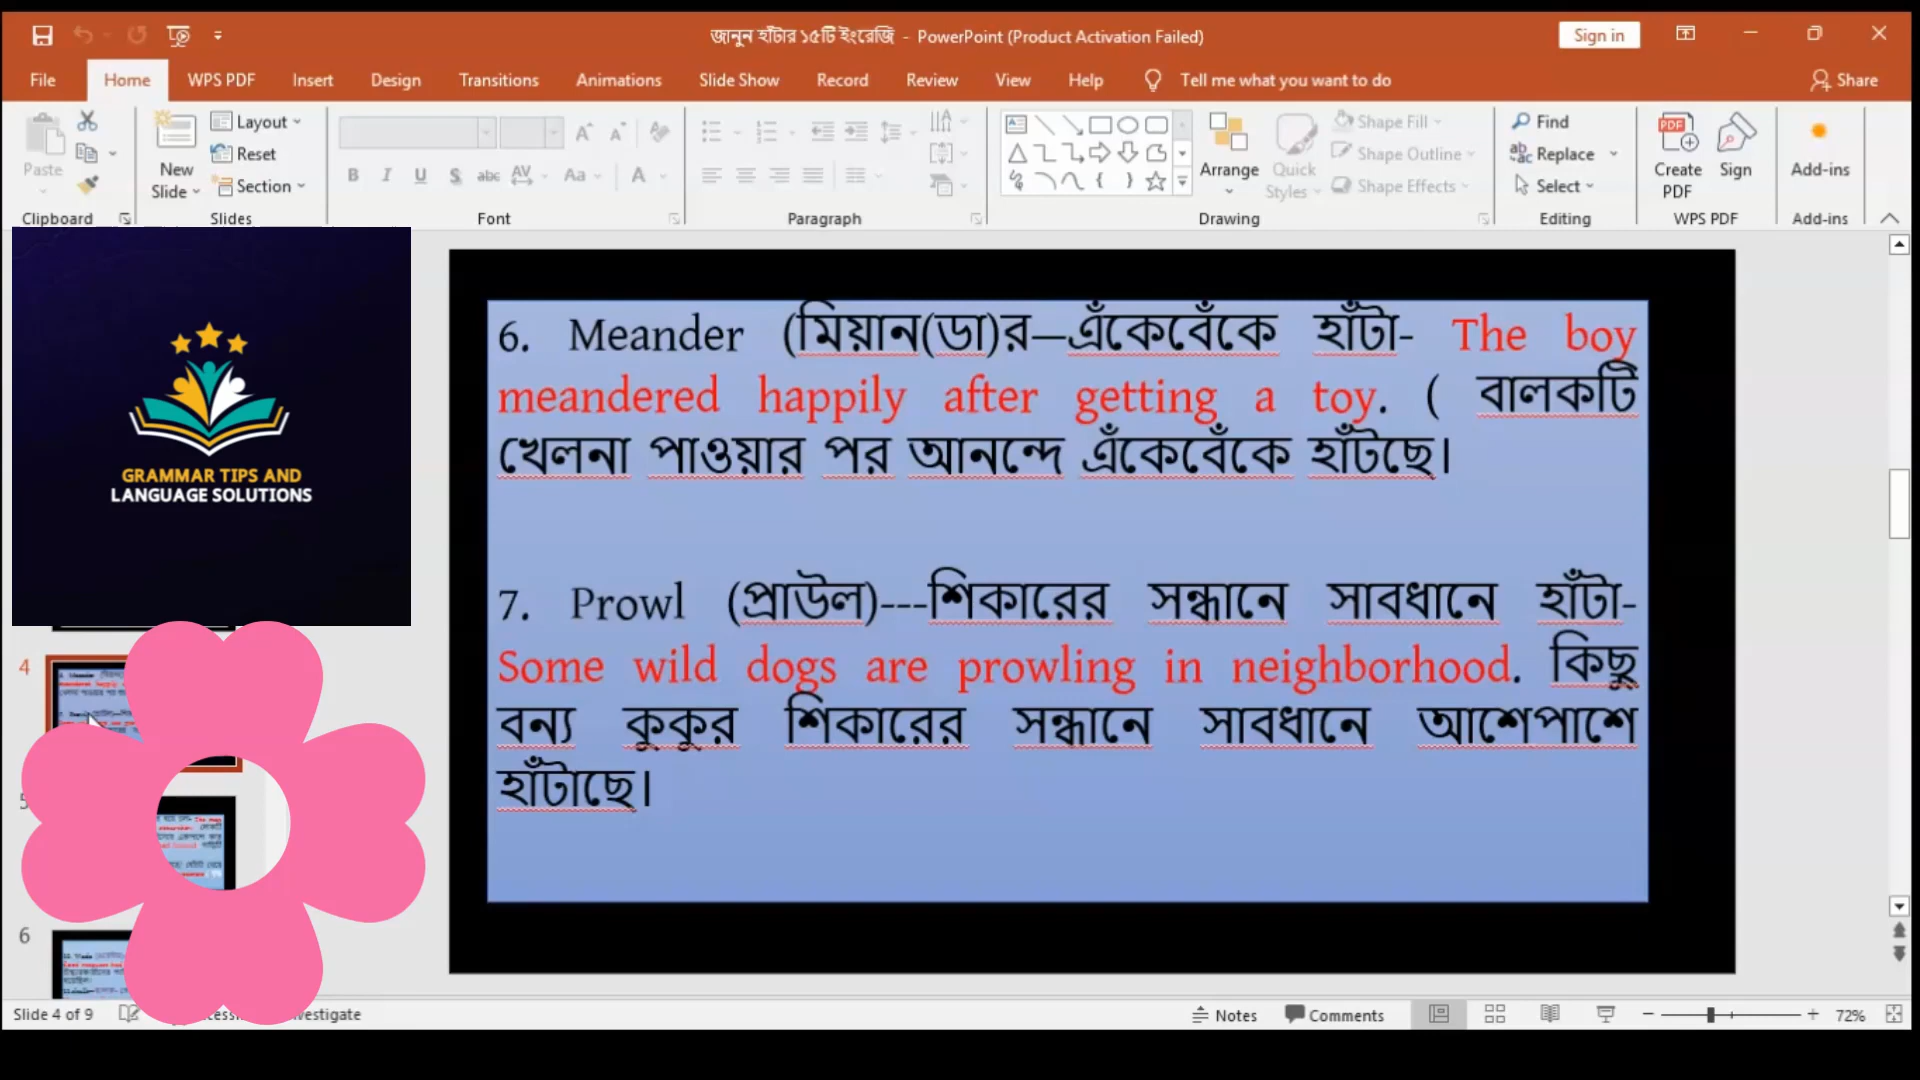 জানুন হাঁটার ১৫টি ইংরেজি - PowerPoint (Product Activation Failed)
Sign in
File Home WPS PDF Insert Design Transitions Animations Slide Show Record Review View Help Tell me what you want to do Share
Paste
New Slide
Layout
Reset
Section
Arrange
Quick Styles
Shape Fill
Shape Outline
Shape Effects
Find
Replace
Select
Create PDF
Sign
Add-ins
Clipboard Slides Font Paragraph Drawing Editing WPS PDF Add-ins
GRAMMAR TIPS AND
LANGUAGE SOLUTIONS
4
5
6
6. Meander (মিয়ান(ডা)র—এঁকেবেঁকে হাঁটা- The boy
meandered happily after getting a toy. ( বালকটি
খেলনা পাওয়ার পর আনন্দে এঁকেবেঁকে হাঁটছে।
7. Prowl (প্রাউল)---শিকারের সন্ধানে সাবধানে হাঁটা-
Some wild dogs are prowling in neighborhood. কিছু
বন্য কুকুর শিকারের সন্ধানে সাবধানে আশেপাশে
হাঁটাছে।
Slide 4 of 9
Notes Comments 72%